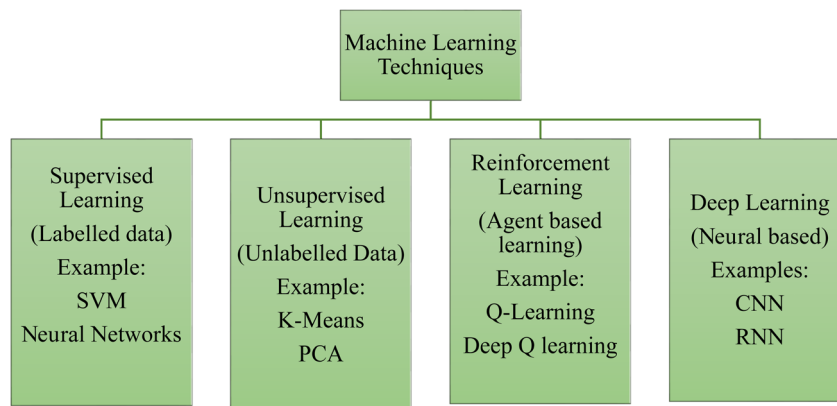 Machine Learning
Techniques
Supervised
Learning
(Labelled data)
Example:
SVM
Neural Networks
Unsupervised
Learning
(Unlabelled Data)
Example:
K-Means
PCA
Reinforcement
Learning
(Agent based
learning)
Example:
Q-Learning
Deep Q learning
Deep Learning
(Neural based)
Examples:
CNN
RNN